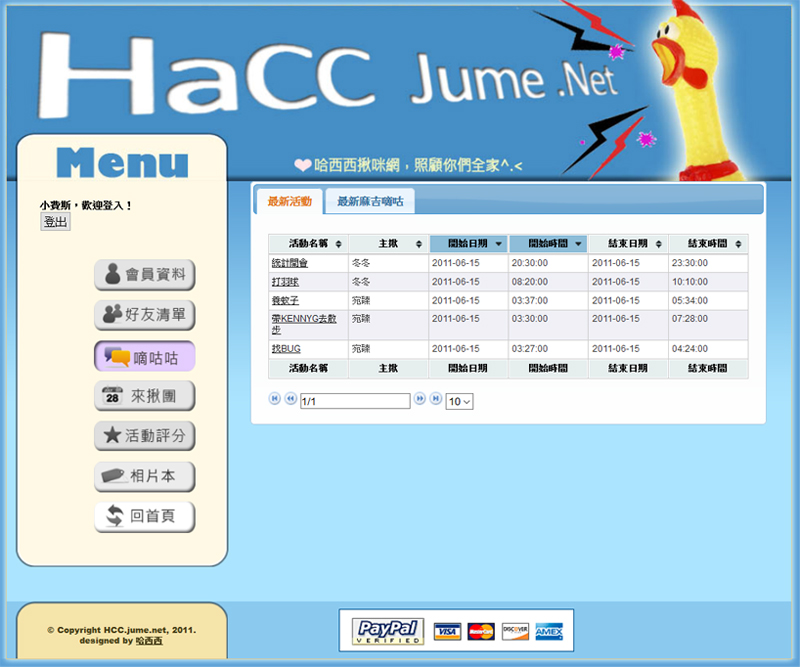 HaCC Jume .Net
哈西西揪咪網，照顧你們全家^.<
Menu
小費斯，歡迎登入！
登出
會員資料
好友清單
嘀咕咕
來揪團
28
活動評分
相片本
回首頁
最新活動 最新麻吉嘀咕
活動名稱 主揪 開始日期 開始時間 結束日期 結束時間
統計開會 冬冬 2011-06-15 20:30:00 2011-06-15 23:30:00
打羽球 冬冬 2011-06-15 08:20:00 2011-06-15 10:10:00
養蚊子 宛臻 2011-06-15 03:37:00 2011-06-15 05:34:00
帶KENNYG去散
步 宛臻 2011-06-15 03:30:00 2011-06-15 07:28:00
找BUG 宛臻 2011-06-15 03:27:00 2011-06-15 04:24:00
活動名稱 主揪 開始日期 開始時間 結束日期 結束時間
1/1 10
© Copyright HCC.jume.net, 2011.
designed by 哈西西
PayPal
VERIFIED
VISA MasterCard DISCOVER AMEX